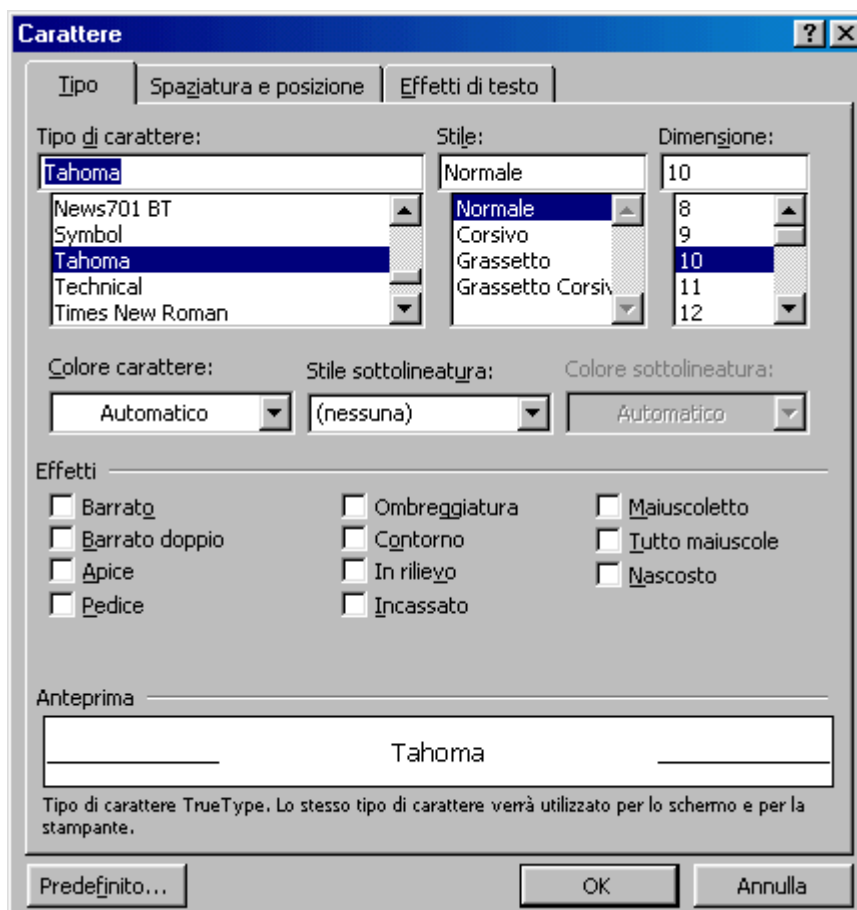 Carattere
Tipo
Spaziatura e posizione
Effetti di testo
Tipo di carattere:
Stile:
Dimensione:
Tahoma
Normale
10
News701 BT
Symbol
Tahoma
Technical
Times New Roman
Normale
Corsivo
Grassetto
Grassetto Corsiv
8
9
10
11
12
Colore carattere:
Stile sottolineatura:
Colore sottolineatura:
Automatico
(nessuna)
Automatico
Effetti
Barrato
Ombreggiatura
Maiuscoletto
Barrato doppio
Contorno
Tutto maiuscole
Apice
In rilievo
Nascosto
Pedice
Incassato
Anteprima
Tahoma
Tipo di carattere TrueType. Lo stesso tipo di carattere verrà utilizzato per lo schermo e per la
stampante.
Predefinito...
OK
Annulla